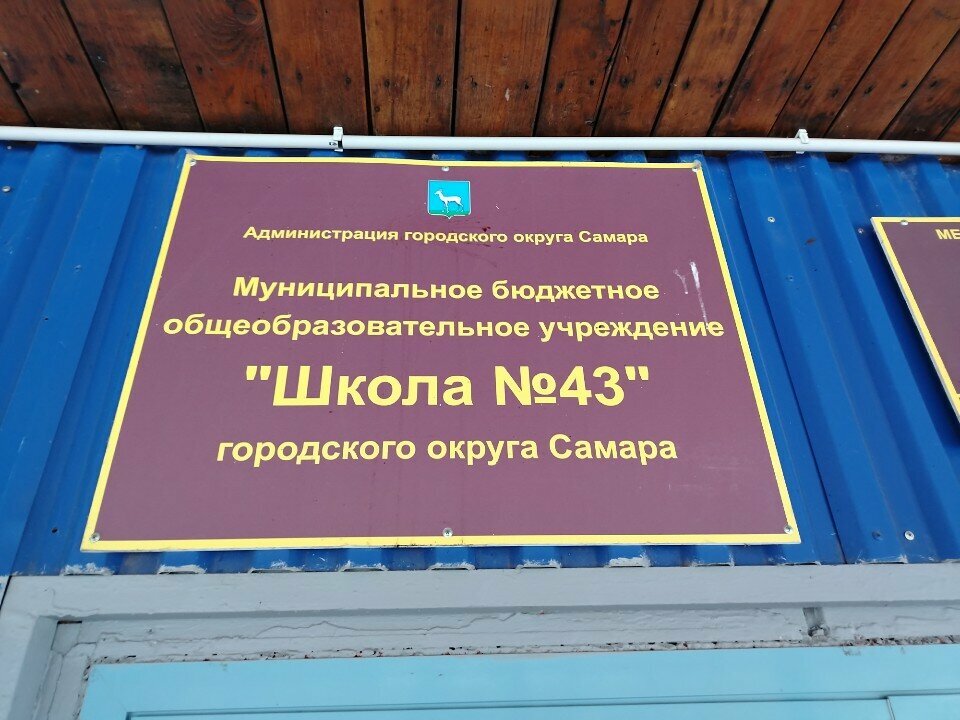 Администрация городского округа Самара
Муниципальное бюджетное
общеобразовательное учреждение
"Школа №43"
городского округа Самара